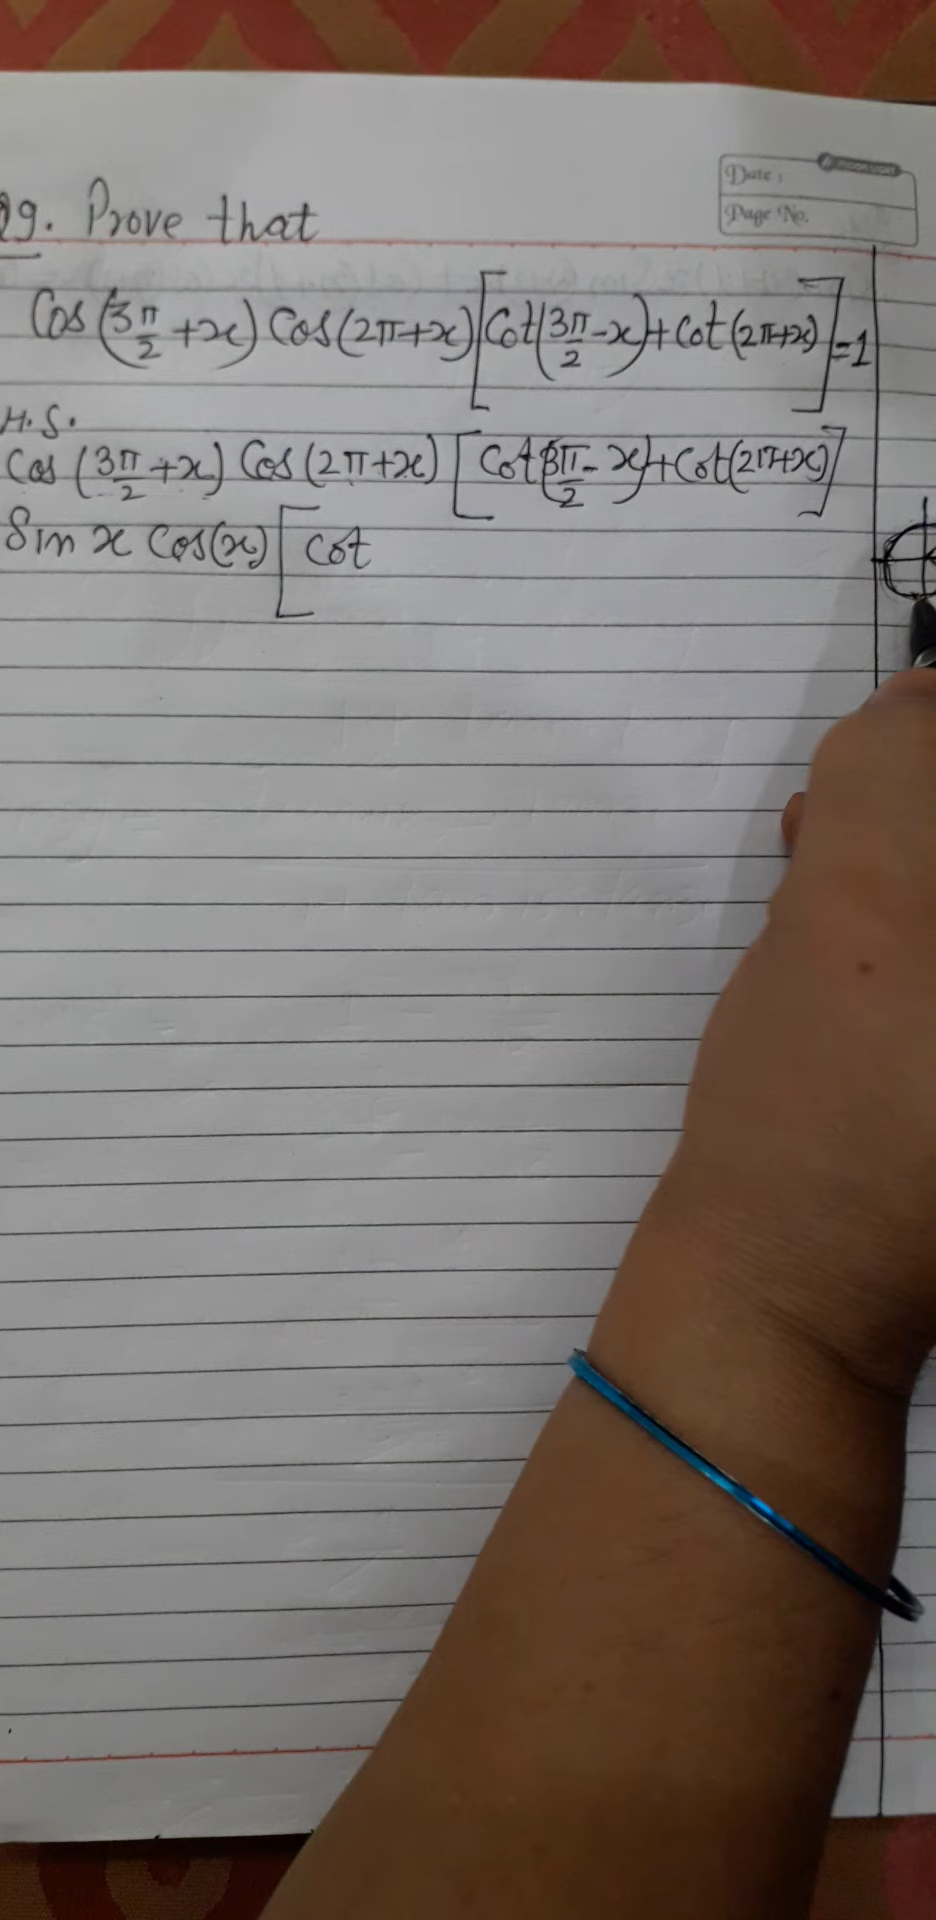 Date :
Page No.
Q9. Prove that
Cos(3π/2+x) Cos(2π+x)[Cot(3π/2-x)+Cot(2π+x)]=1
H.S.
Cos(3π/2+x) Cos(2π+x)[Cot(3π/2-x)+Cot(2π+x)]
Sin x Cos(x)[Cot